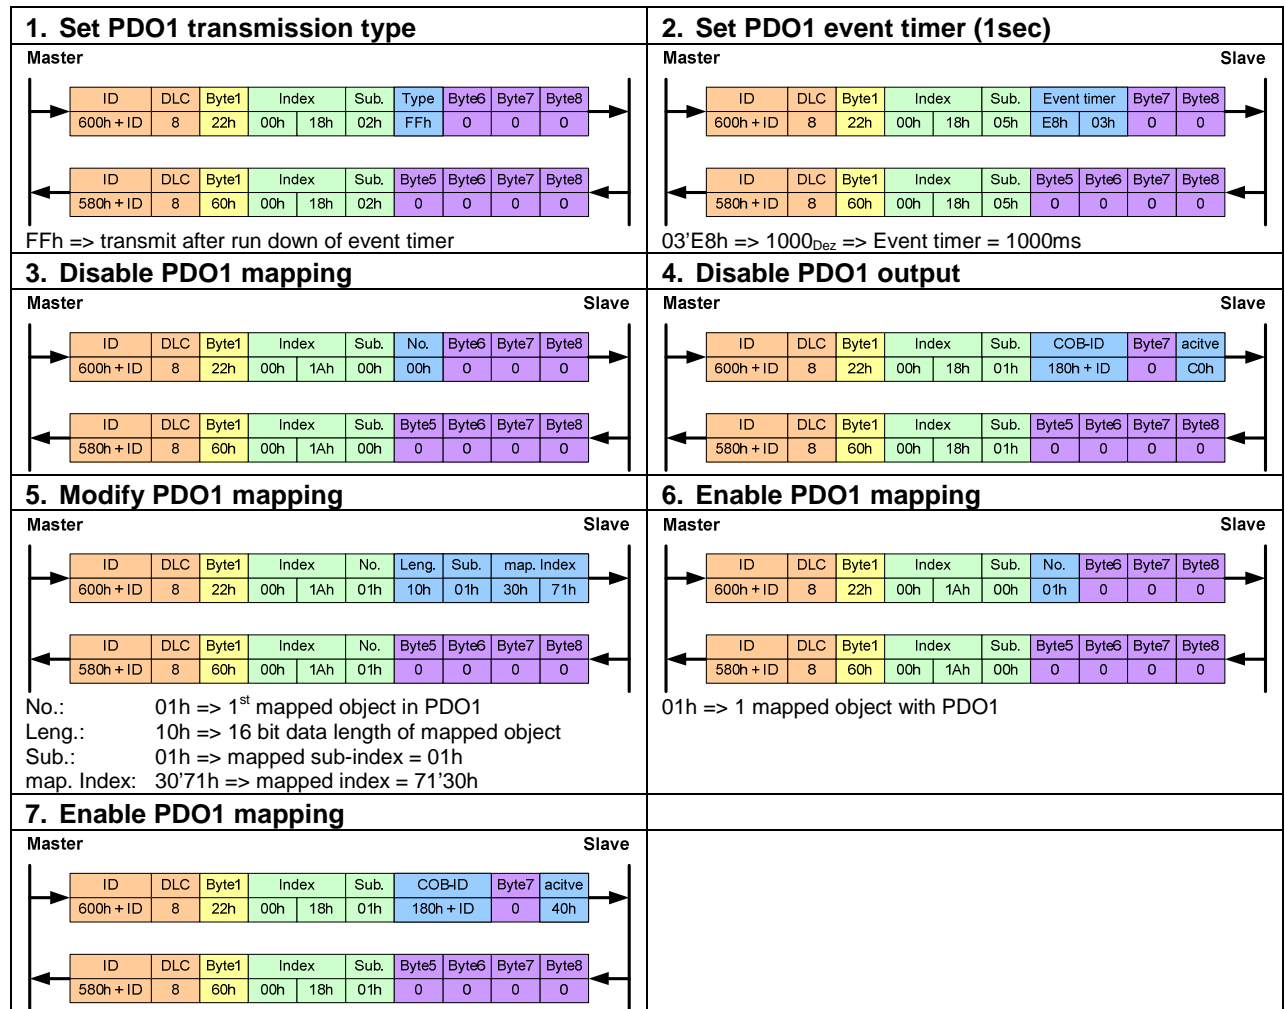 1. Set PDO1 transmission type
Master
ID DLC Byte1 Index Sub. Type Byte6 Byte7 Byte8
600h + ID 8 22h 00h 18h 02h FFh 0 0 0
ID DLC Byte1 Index Sub. Byte5 Byte6 Byte7 Byte8
580h + ID 8 60h 00h 18h 02h 0 0 0 0
FFh => transmit after run down of event timer
2. Set PDO1 event timer (1sec)
Master Slave
ID DLC Byte1 Index Sub. Event timer Byte7 Byte8
600h + ID 8 22h 00h 18h 05h E8h 03h 0 0
ID DLC Byte1 Index Sub. Byte5 Byte6 Byte7 Byte8
580h + ID 8 60h 00h 18h 05h 0 0 0 0
03'E8h => 1000Dez => Event timer = 1000ms
3. Disable PDO1 mapping
Master Slave
ID DLC Byte1 Index Sub. No. Byte6 Byte7 Byte8
600h + ID 8 22h 00h 1Ah 00h 00h 0 0 0
ID DLC Byte1 Index Sub. Byte5 Byte6 Byte7 Byte8
580h + ID 8 60h 00h 1Ah 00h 0 0 0 0
4. Disable PDO1 output
Master Slave
ID DLC Byte1 Index Sub. COB-ID Byte7 acitve
600h + ID 8 22h 00h 18h 01h 180h + ID 0 C0h
ID DLC Byte1 Index Sub. Byte5 Byte6 Byte7 Byte8
580h + ID 8 60h 00h 18h 01h 0 0 0 0
5. Modify PDO1 mapping
Master Slave
ID DLC Byte1 Index No. Leng. Sub. map. Index
600h + ID 8 22h 00h 1Ah 01h 10h 01h 30h 71h
ID DLC Byte1 Index No. Byte5 Byte6 Byte7 Byte8
580h + ID 8 60h 00h 1Ah 01h 0 0 0 0
No.: 01h => 1st mapped object in PDO1
Leng.: 10h => 16 bit data length of mapped object
Sub.: 01h => mapped sub-index = 01h
map. Index: 30'71h => mapped index = 71'30h
6. Enable PDO1 mapping
Master Slave
ID DLC Byte1 Index Sub. No. Byte6 Byte7 Byte8
600h + ID 8 22h 00h 1Ah 00h 01h 0 0 0
ID DLC Byte1 Index Sub. Byte5 Byte6 Byte7 Byte8
580h + ID 8 60h 00h 1Ah 00h 0 0 0 0
01h => 1 mapped object with PDO1
7. Enable PDO1 mapping
Master Slave
ID DLC Byte1 Index Sub. COB-ID Byte7 acitve
600h + ID 8 22h 00h 18h 01h 180h + ID 0 40h
ID DLC Byte1 Index Sub. Byte5 Byte6 Byte7 Byte8
580h + ID 8 60h 00h 18h 01h 0 0 0 0